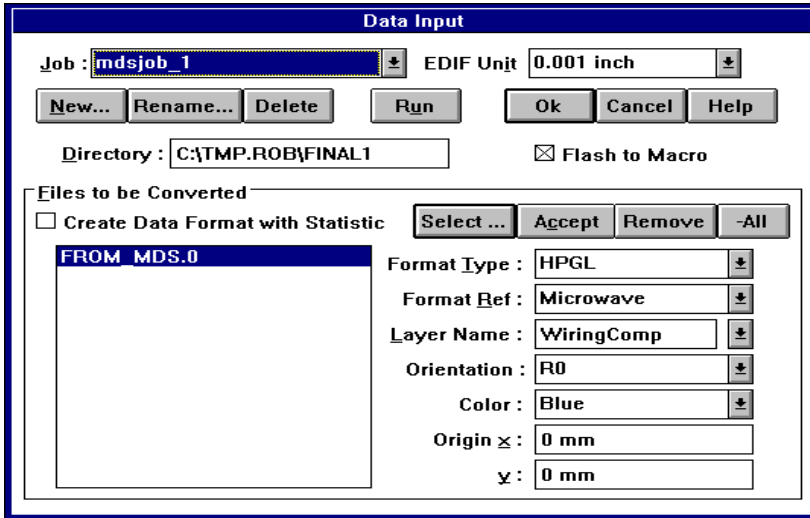 Data Input
Job : mdsjob_1 EDIF Unit 0.001 inch
New... Rename... Delete Run Ok Cancel Help
Directory : C:\TMP.ROB\FINAL1 Flash to Macro
Files to be Converted
Create Data Format with Statistic Select ... Accept Remove -All
FROM_MDS.0
Format Type : HPGL
Format Ref : Microwave
Layer Name : WiringComp
Orientation : R0
Color : Blue
Origin x : 0 mm
y : 0 mm